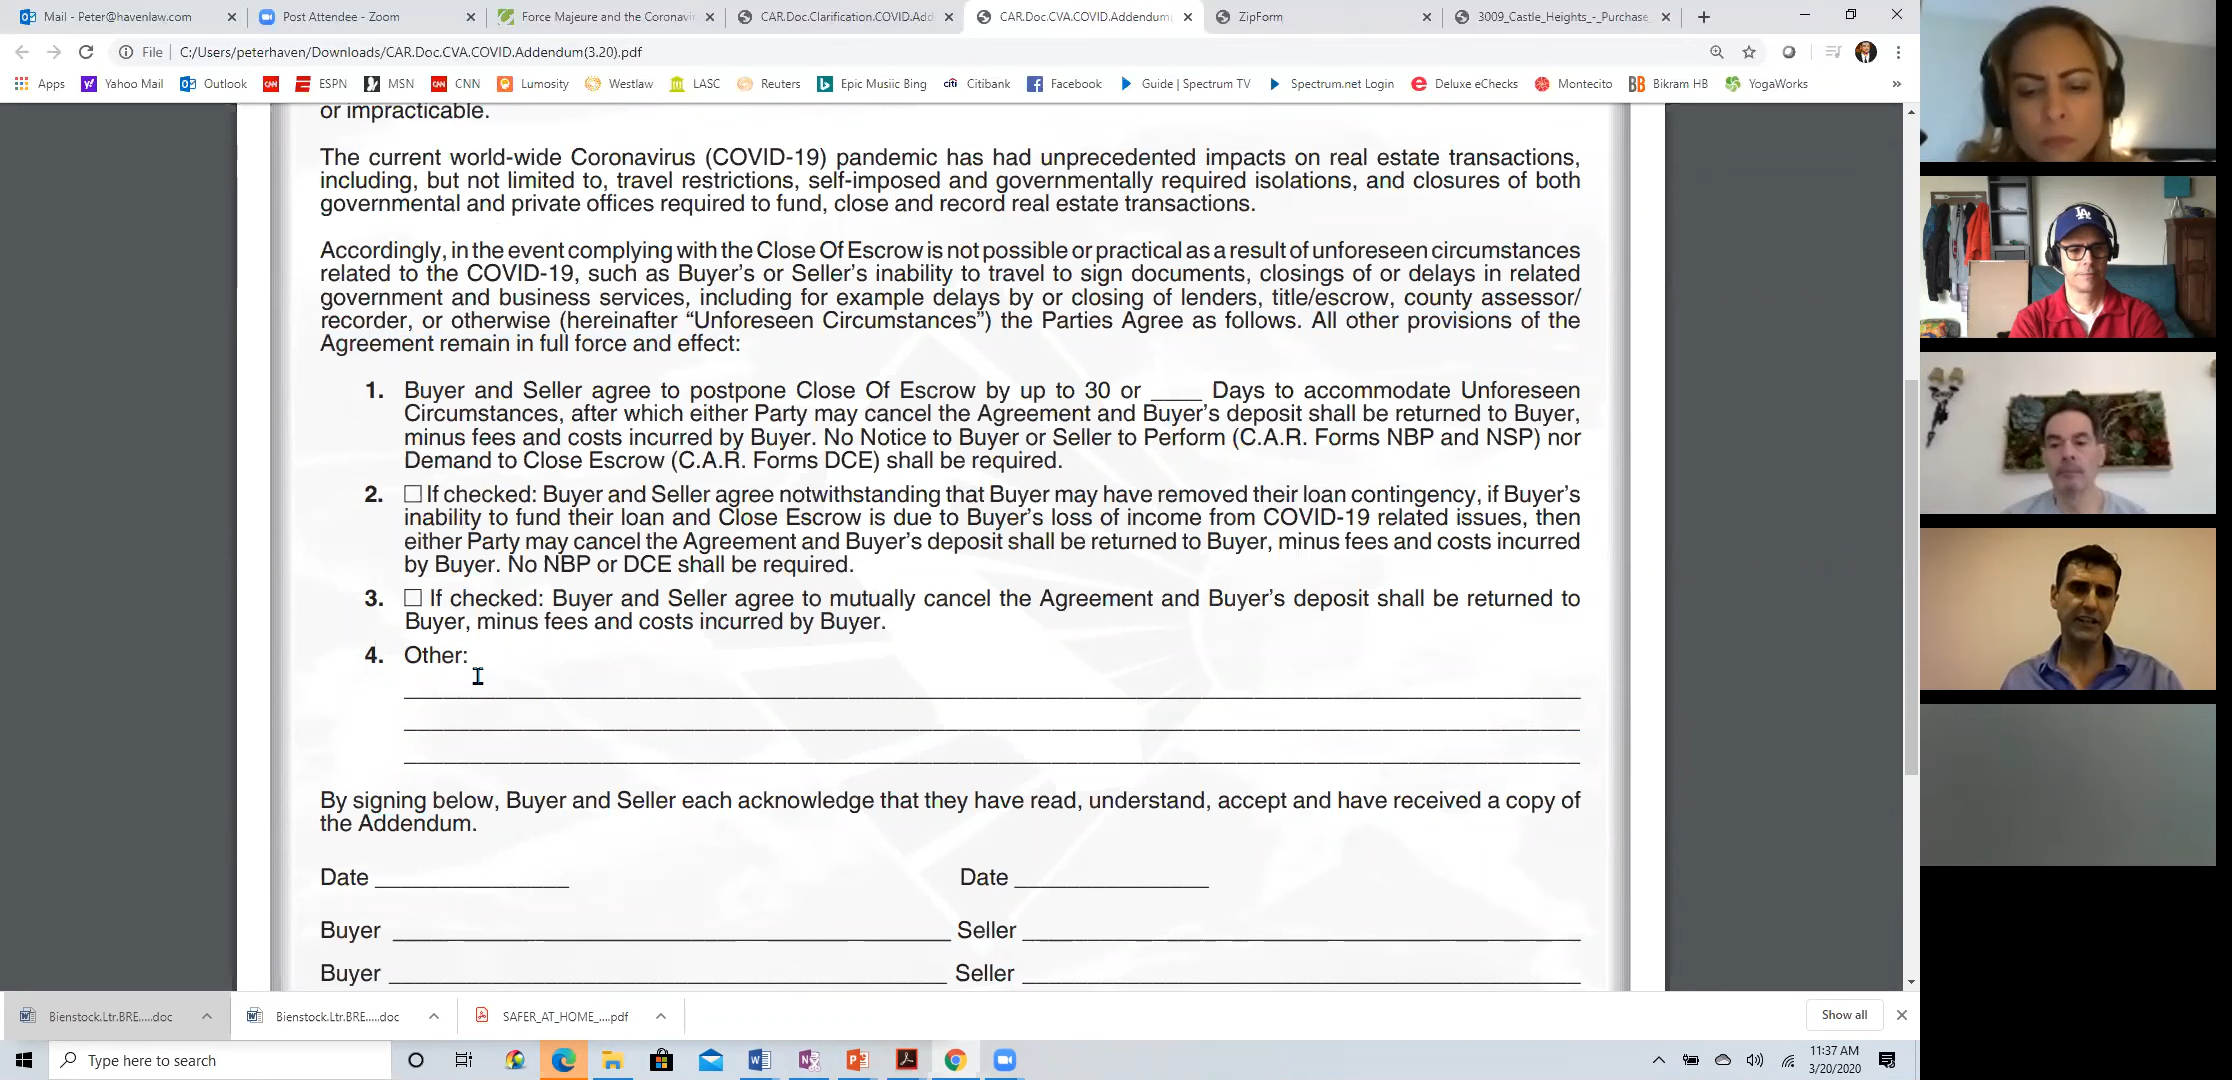 Mail - Peter@havenlaw.com
Post Attendee - Zoom
Force Majeure and the Coronavir
CAR.Doc.Clarification.COVID.Add
CAR.Doc.CVA.COVID.Addendum
ZipForm
3009_Castle_Heights_-_Purchase
File
C:/Users/peterhaven/Downloads/CAR.Doc.CVA.COVID.Addendum(3.20).pdf
Apps Yahoo Mail Outlook ESPN MSN CNN Lumosity Westlaw LASC Reuters Epic Musiic Bing Citibank Facebook Guide | Spectrum TV Spectrum.net Login Deluxe eChecks Montecito Bikram HB YogaWorks »
or impracticable.
The current world-wide Coronavirus (COVID-19) pandemic has had unprecedented impacts on real estate transactions,
including, but not limited to, travel restrictions, self-imposed and governmentally required isolations, and closures of both
governmental and private offices required to fund, close and record real estate transactions.
Accordingly, in the event complying with the Close Of Escrow is not possible or practical as a result of unforeseen circumstances
related to the COVID-19, such as Buyer's or Seller's inability to travel to sign documents, closings of or delays in related
government and business services, including for example delays by or closing of lenders, title/escrow, county assessor/
recorder, or otherwise (hereinafter “Unforeseen Circumstances”) the Parties Agree as follows. All other provisions of the
Agreement remain in full force and effect:
1. Buyer and Seller agree to postpone Close Of Escrow by up to 30 or ____ Days to accommodate Unforeseen
Circumstances, after which either Party may cancel the Agreement and Buyer's deposit shall be returned to Buyer,
minus fees and costs incurred by Buyer. No Notice to Buyer or Seller to Perform (C.A.R. Forms NBP and NSP) nor
Demand to Close Escrow (C.A.R. Forms DCE) shall be required.
2. ☐ If checked: Buyer and Seller agree notwithstanding that Buyer may have removed their loan contingency, if Buyer's
inability to fund their loan and Close Escrow is due to Buyer's loss of income from COVID-19 related issues, then
either Party may cancel the Agreement and Buyer's deposit shall be returned to Buyer, minus fees and costs incurred
by Buyer. No NBP or DCE shall be required.
3. ☐ If checked: Buyer and Seller agree to mutually cancel the Agreement and Buyer's deposit shall be returned to
Buyer, minus fees and costs incurred by Buyer.
4. Other:
By signing below, Buyer and Seller each acknowledge that they have read, understand, accept and have received a copy of
the Addendum.
Date Date
Buyer Seller
Buyer Seller
Bienstock.Ltr.BRE.....doc
Bienstock.Ltr.BRE.....doc
SAFER_AT_HOME_....pdf
Show all
Type here to search
11:37 AM
3/20/2020
LA